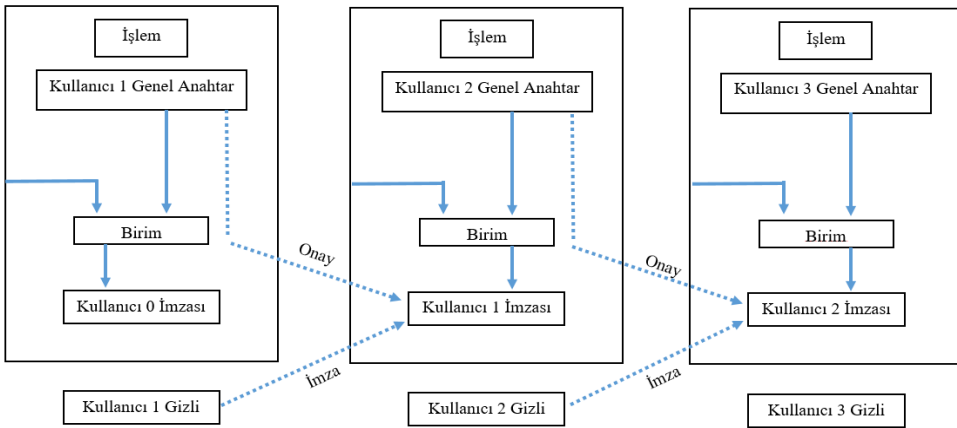 İşlem
Kullanıcı 1 Genel Anahtar
Birim
Kullanıcı 0 İmzası
Kullanıcı 1 Gizli
Onay
İmza
İşlem
Kullanıcı 2 Genel Anahtar
Birim
Kullanıcı 1 İmzası
Kullanıcı 2 Gizli
Onay
İmza
İşlem
Kullanıcı 3 Genel Anahtar
Birim
Kullanıcı 2 İmzası
Kullanıcı 3 Gizli